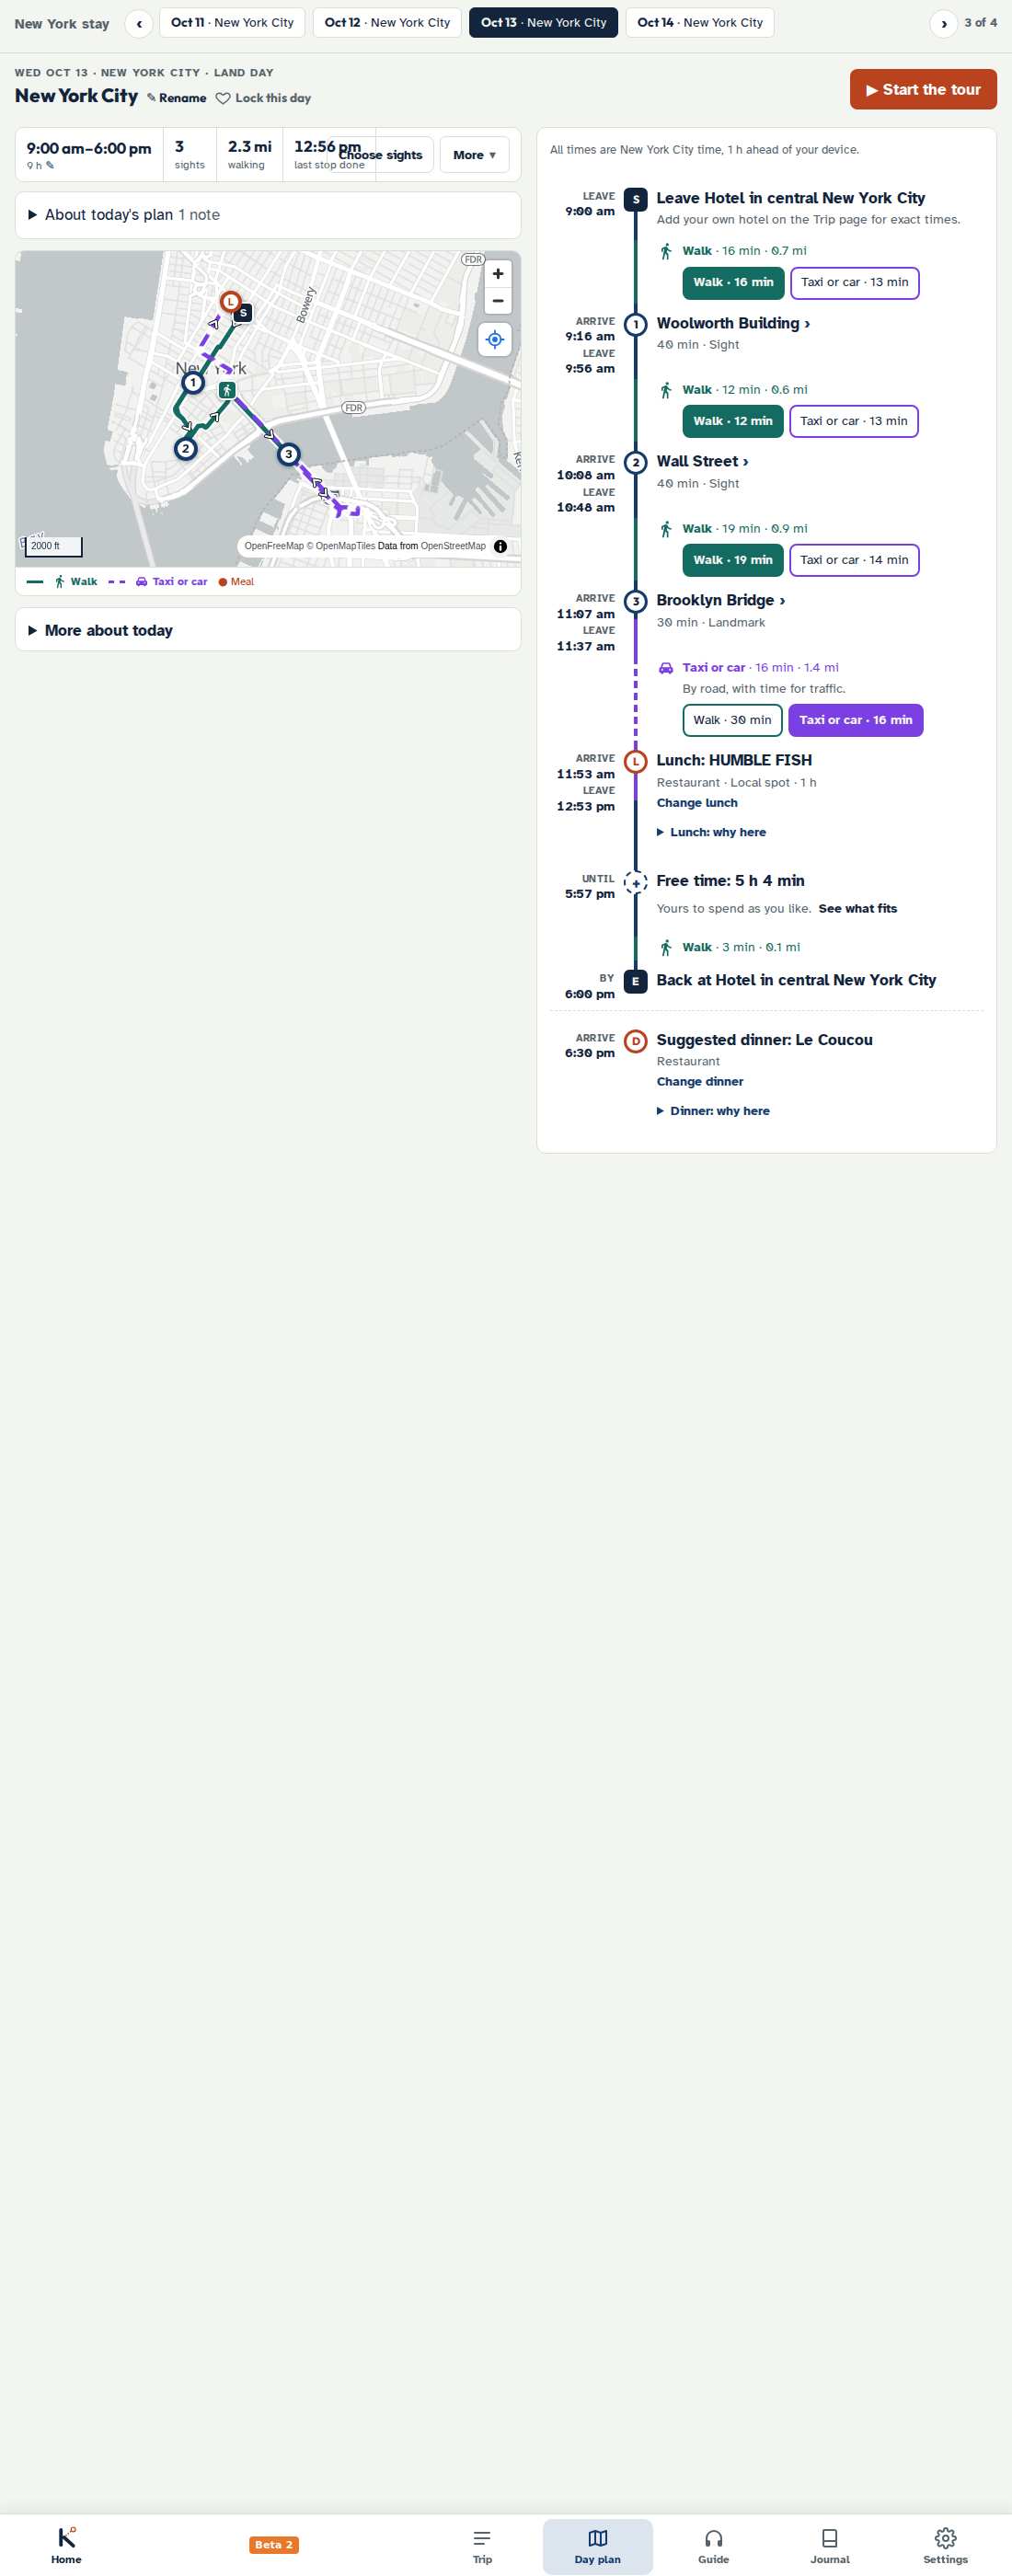 New York stay
‹
Oct 11 · New York City
Oct 12 · New York City
Oct 13 · New York City
Oct 14 · New York City
›
3 of 4
WED OCT 13 · NEW YORK CITY · LAND DAY
New York City
✎ Rename
Lock this day
▶ Start the tour
9:00 am–6:00 pm
9 h ✎
3
sights
2.3 mi
walking
12:56 pm
last stop done
Choose sights
More ▼
▶ About today's plan 1 note
FDR
Bowery
New York
FDR
L
S
1
2
3
+
−
2000 ft
OpenFreeMap © OpenMapTiles Data from OpenStreetMap
Walk
Taxi or car
Meal
▶ More about today
All times are New York City time, 1 h ahead of your device.
LEAVE
9:00 am
S
Leave Hotel in central New York City
Add your own hotel on the Trip page for exact times.
Walk · 16 min · 0.7 mi
Walk · 16 min
Taxi or car · 13 min
ARRIVE
9:16 am
LEAVE
9:56 am
1
Woolworth Building ›
40 min · Sight
Walk · 12 min · 0.6 mi
Walk · 12 min
Taxi or car · 13 min
ARRIVE
10:08 am
LEAVE
10:48 am
2
Wall Street ›
40 min · Sight
Walk · 19 min · 0.9 mi
Walk · 19 min
Taxi or car · 14 min
ARRIVE
11:07 am
LEAVE
11:37 am
3
Brooklyn Bridge ›
30 min · Landmark
Taxi or car · 16 min · 1.4 mi
By road, with time for traffic.
Walk · 30 min
Taxi or car · 16 min
ARRIVE
11:53 am
LEAVE
12:53 pm
L
Lunch: HUMBLE FISH
Restaurant · Local spot · 1 h
Change lunch
▶ Lunch: why here
UNTIL
5:57 pm
+
Free time: 5 h 4 min
Yours to spend as you like. See what fits
Walk · 3 min · 0.1 mi
BY
6:00 pm
E
Back at Hotel in central New York City
ARRIVE
6:30 pm
D
Suggested dinner: Le Coucou
Restaurant
Change dinner
▶ Dinner: why here
Home
Beta 2
Trip
Day plan
Guide
Journal
Settings